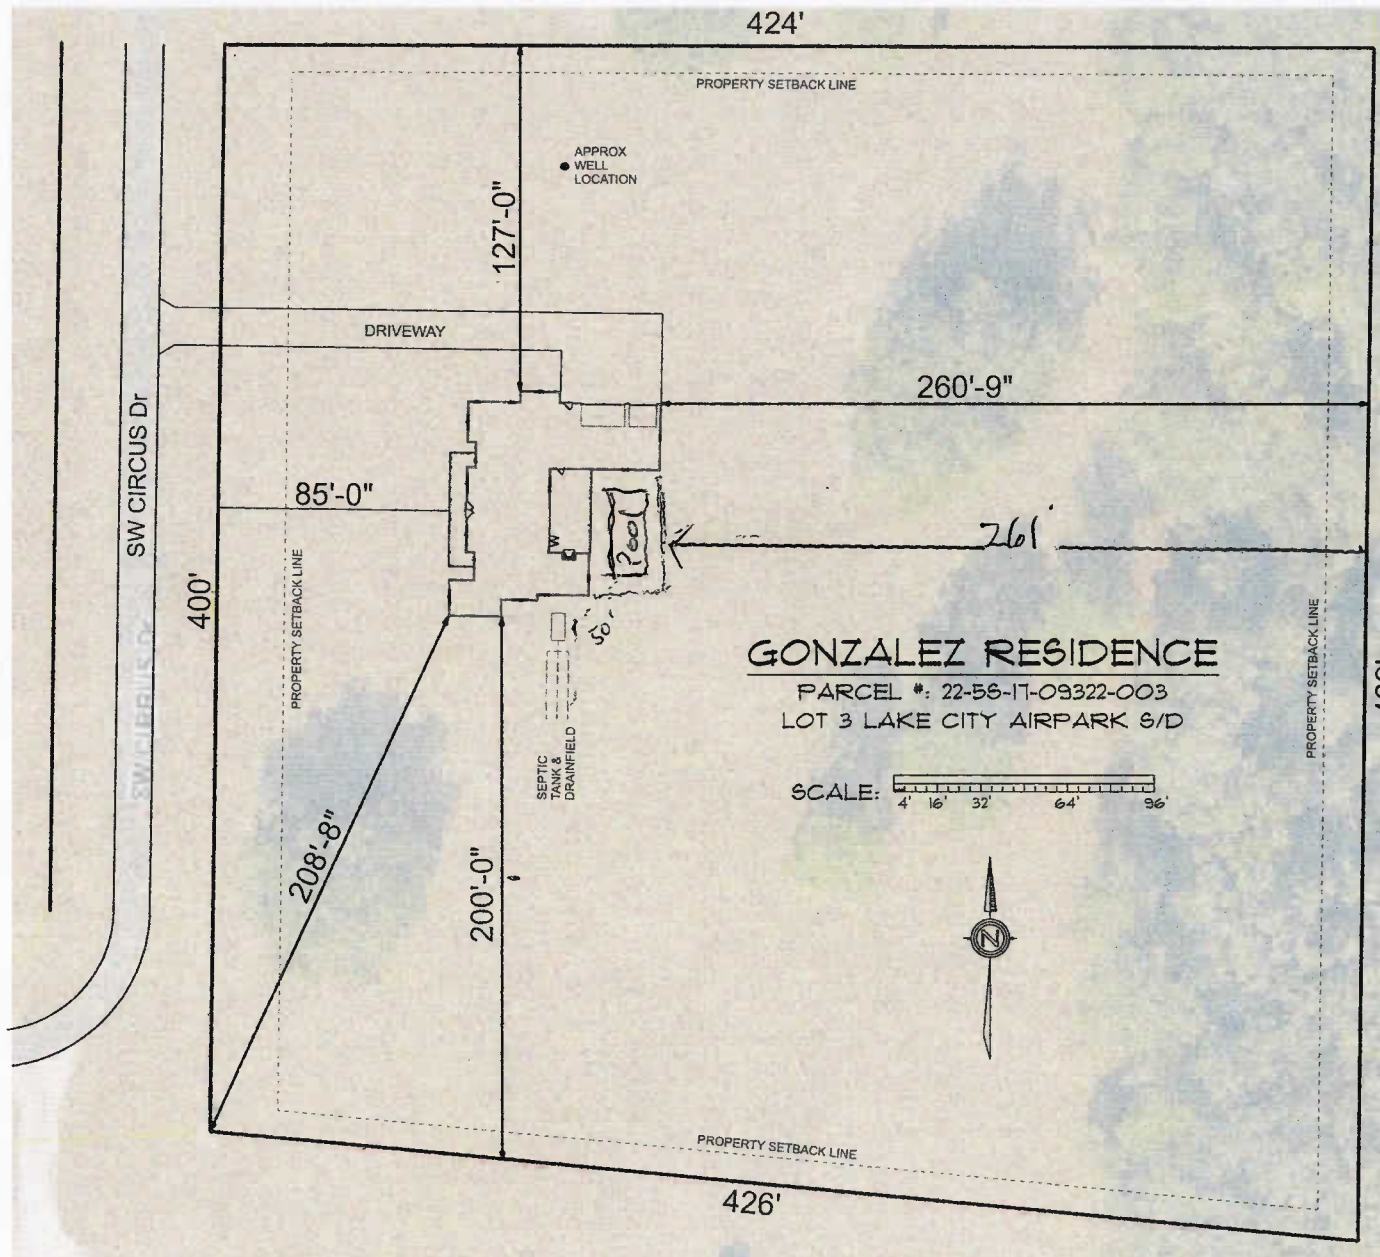 424'
PROPERTY SETBACK LINE
APPROX
WELL
LOCATION
127'-0"
DRIVEWAY
260'-9"
SW CIRCUS Dr
85'-0"
W
Pool
261'
400'
PROPERTY SETBACK LINE
50'
GONZALEZ RESIDENCE
PARCEL #: 22-5S-17-09322-003
LOT 3 LAKE CITY AIRPARK S/D
PROPERTY SETBACK LINE
SEPTIC
TANK &
DRAINFIELD
SCALE:
4' 16' 32' 64' 96'
208'-8"
200'-0"
N
PROPERTY SETBACK LINE
426'